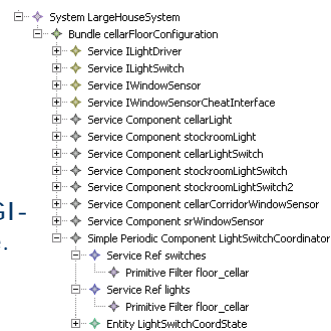 System LargeHouseSystem
Bundle cellarFloorConfiguration
Service ILightDriver
Service ILightSwitch
Service IWindowSensor
Service IWindowSensorCheatInterface
Service Component cellarLight
Service Component stockroomLight
Service Component cellarLightSwitch
Service Component stockroomLightSwitch
Service Component stockroomLightSwitch2
Service Component cellarCorridorWindowSensor
Service Component srWindowSensor
Simple Periodic Component LightSwitchCoordinator
Service Ref switches
Primitive Filter floor_cellar
Service Ref lights
Primitive Filter floor_cellar
Entity LightSwitchCoordState